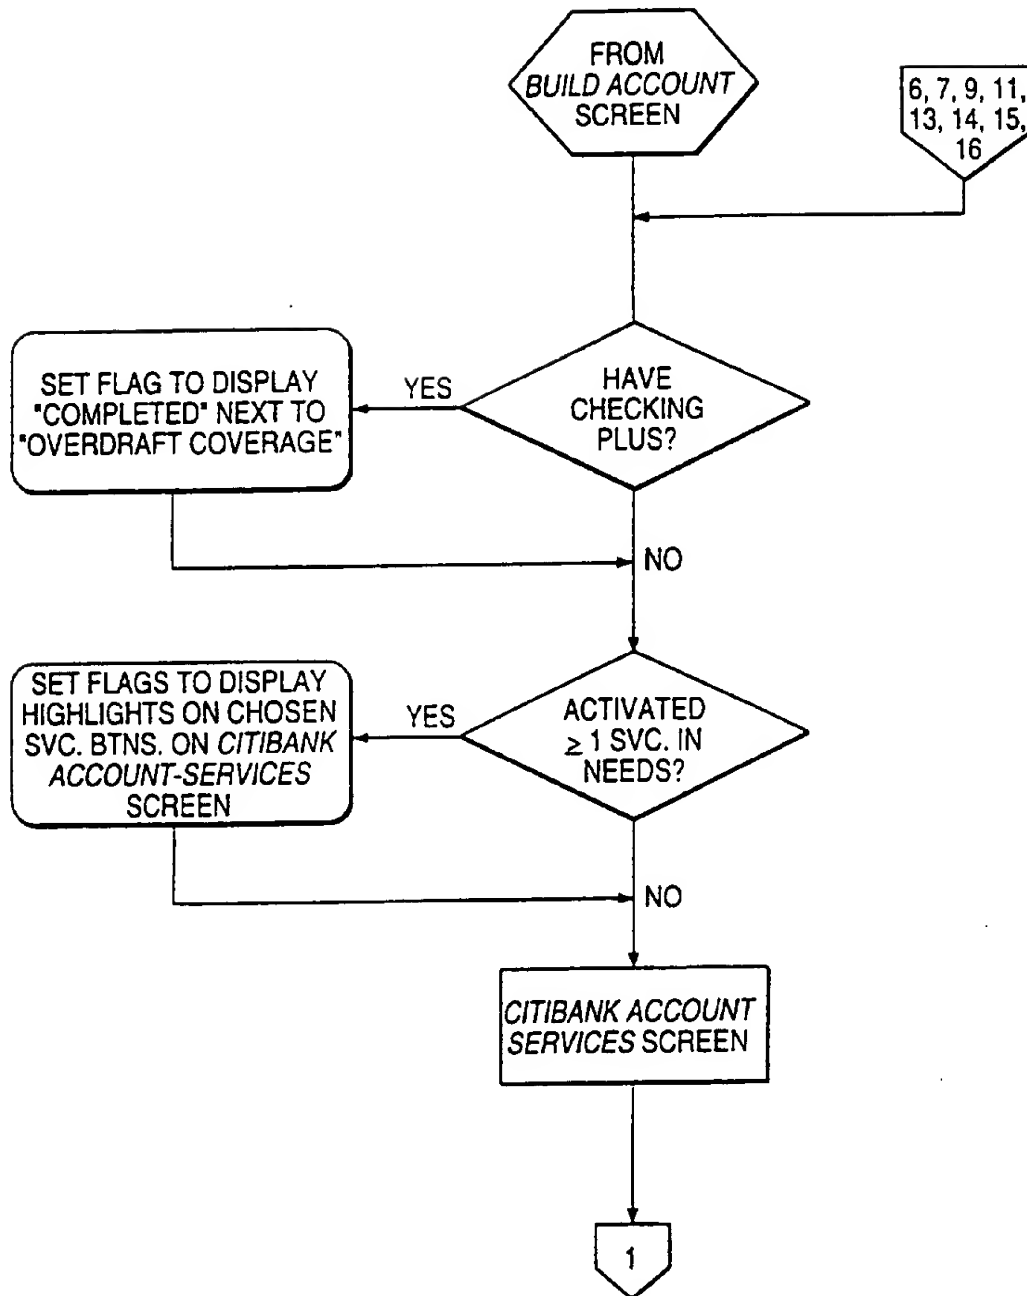 FROM
BUILD ACCOUNT
SCREEN
6, 7, 9, 11,
13, 14, 15,
16
HAVE
CHECKING
PLUS?
YES
SET FLAG TO DISPLAY
"COMPLETED" NEXT TO
"OVERDRAFT COVERAGE"
NO
ACTIVATED
≥ 1 SVC. IN
NEEDS?
YES
SET FLAGS TO DISPLAY
HIGHLIGHTS ON CHOSEN
SVC. BTNS. ON CITIBANK
ACCOUNT-SERVICES
SCREEN
NO
CITIBANK ACCOUNT
SERVICES SCREEN
1